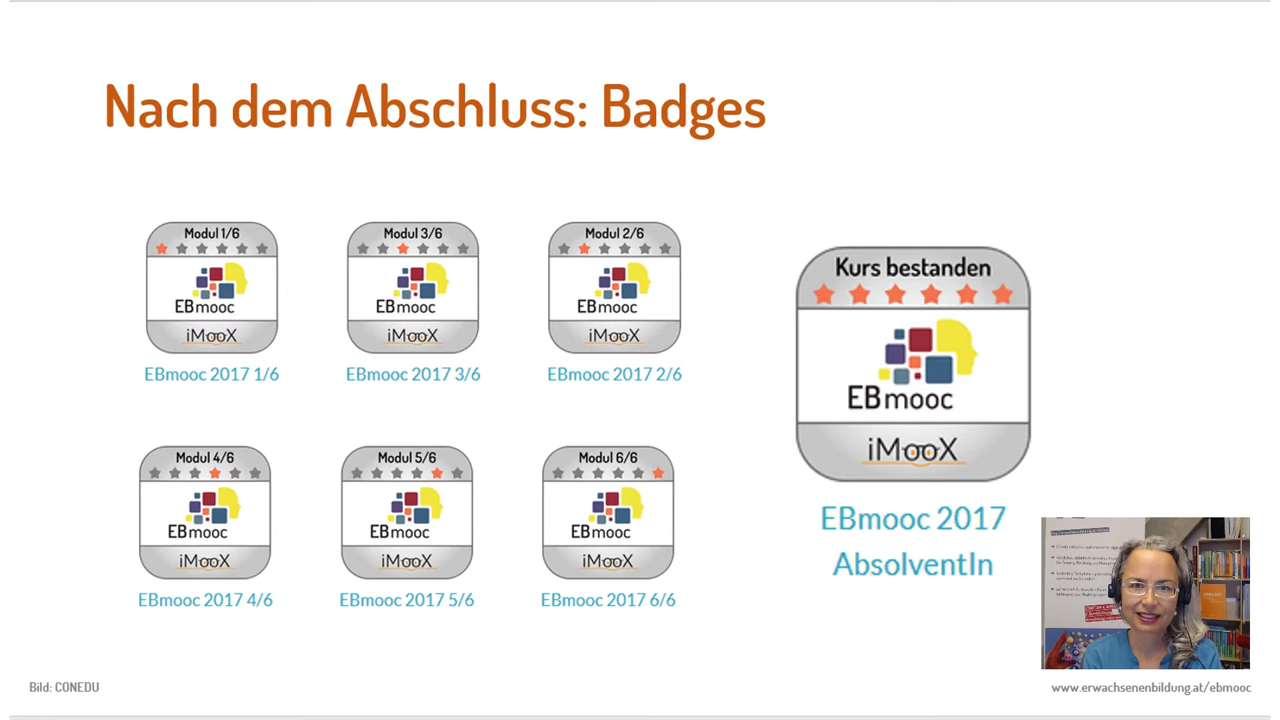 Nach dem Abschluss: Badges
Modul 1/6
EBmooc
iMooX
EBmooc 2017 1/6
Modul 3/6
EBmooc
iMooX
EBmooc 2017 3/6
Modul 2/6
EBmooc
iMooX
EBmooc 2017 2/6
Kurs bestanden
EBmooc
iMooX
EBmooc 2017
AbsolventIn
Modul 4/6
EBmooc
iMooX
EBmooc 2017 4/6
Modul 5/6
EBmooc
iMooX
EBmooc 2017 5/6
Modul 6/6
EBmooc
iMooX
EBmooc 2017 6/6
Bild: CONEDU
www.erwachsenenbildung.at/ebmooc